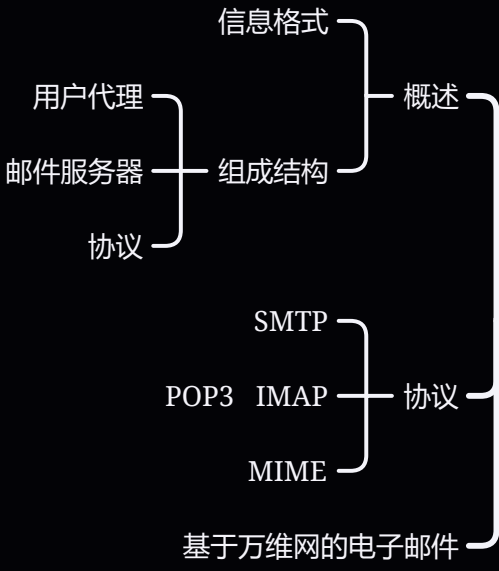 信息格式
用户代理
概述
邮件服务器
组成结构
协议
SMTP
POP3 IMAP
协议
MIME
基于万维网的电子邮件